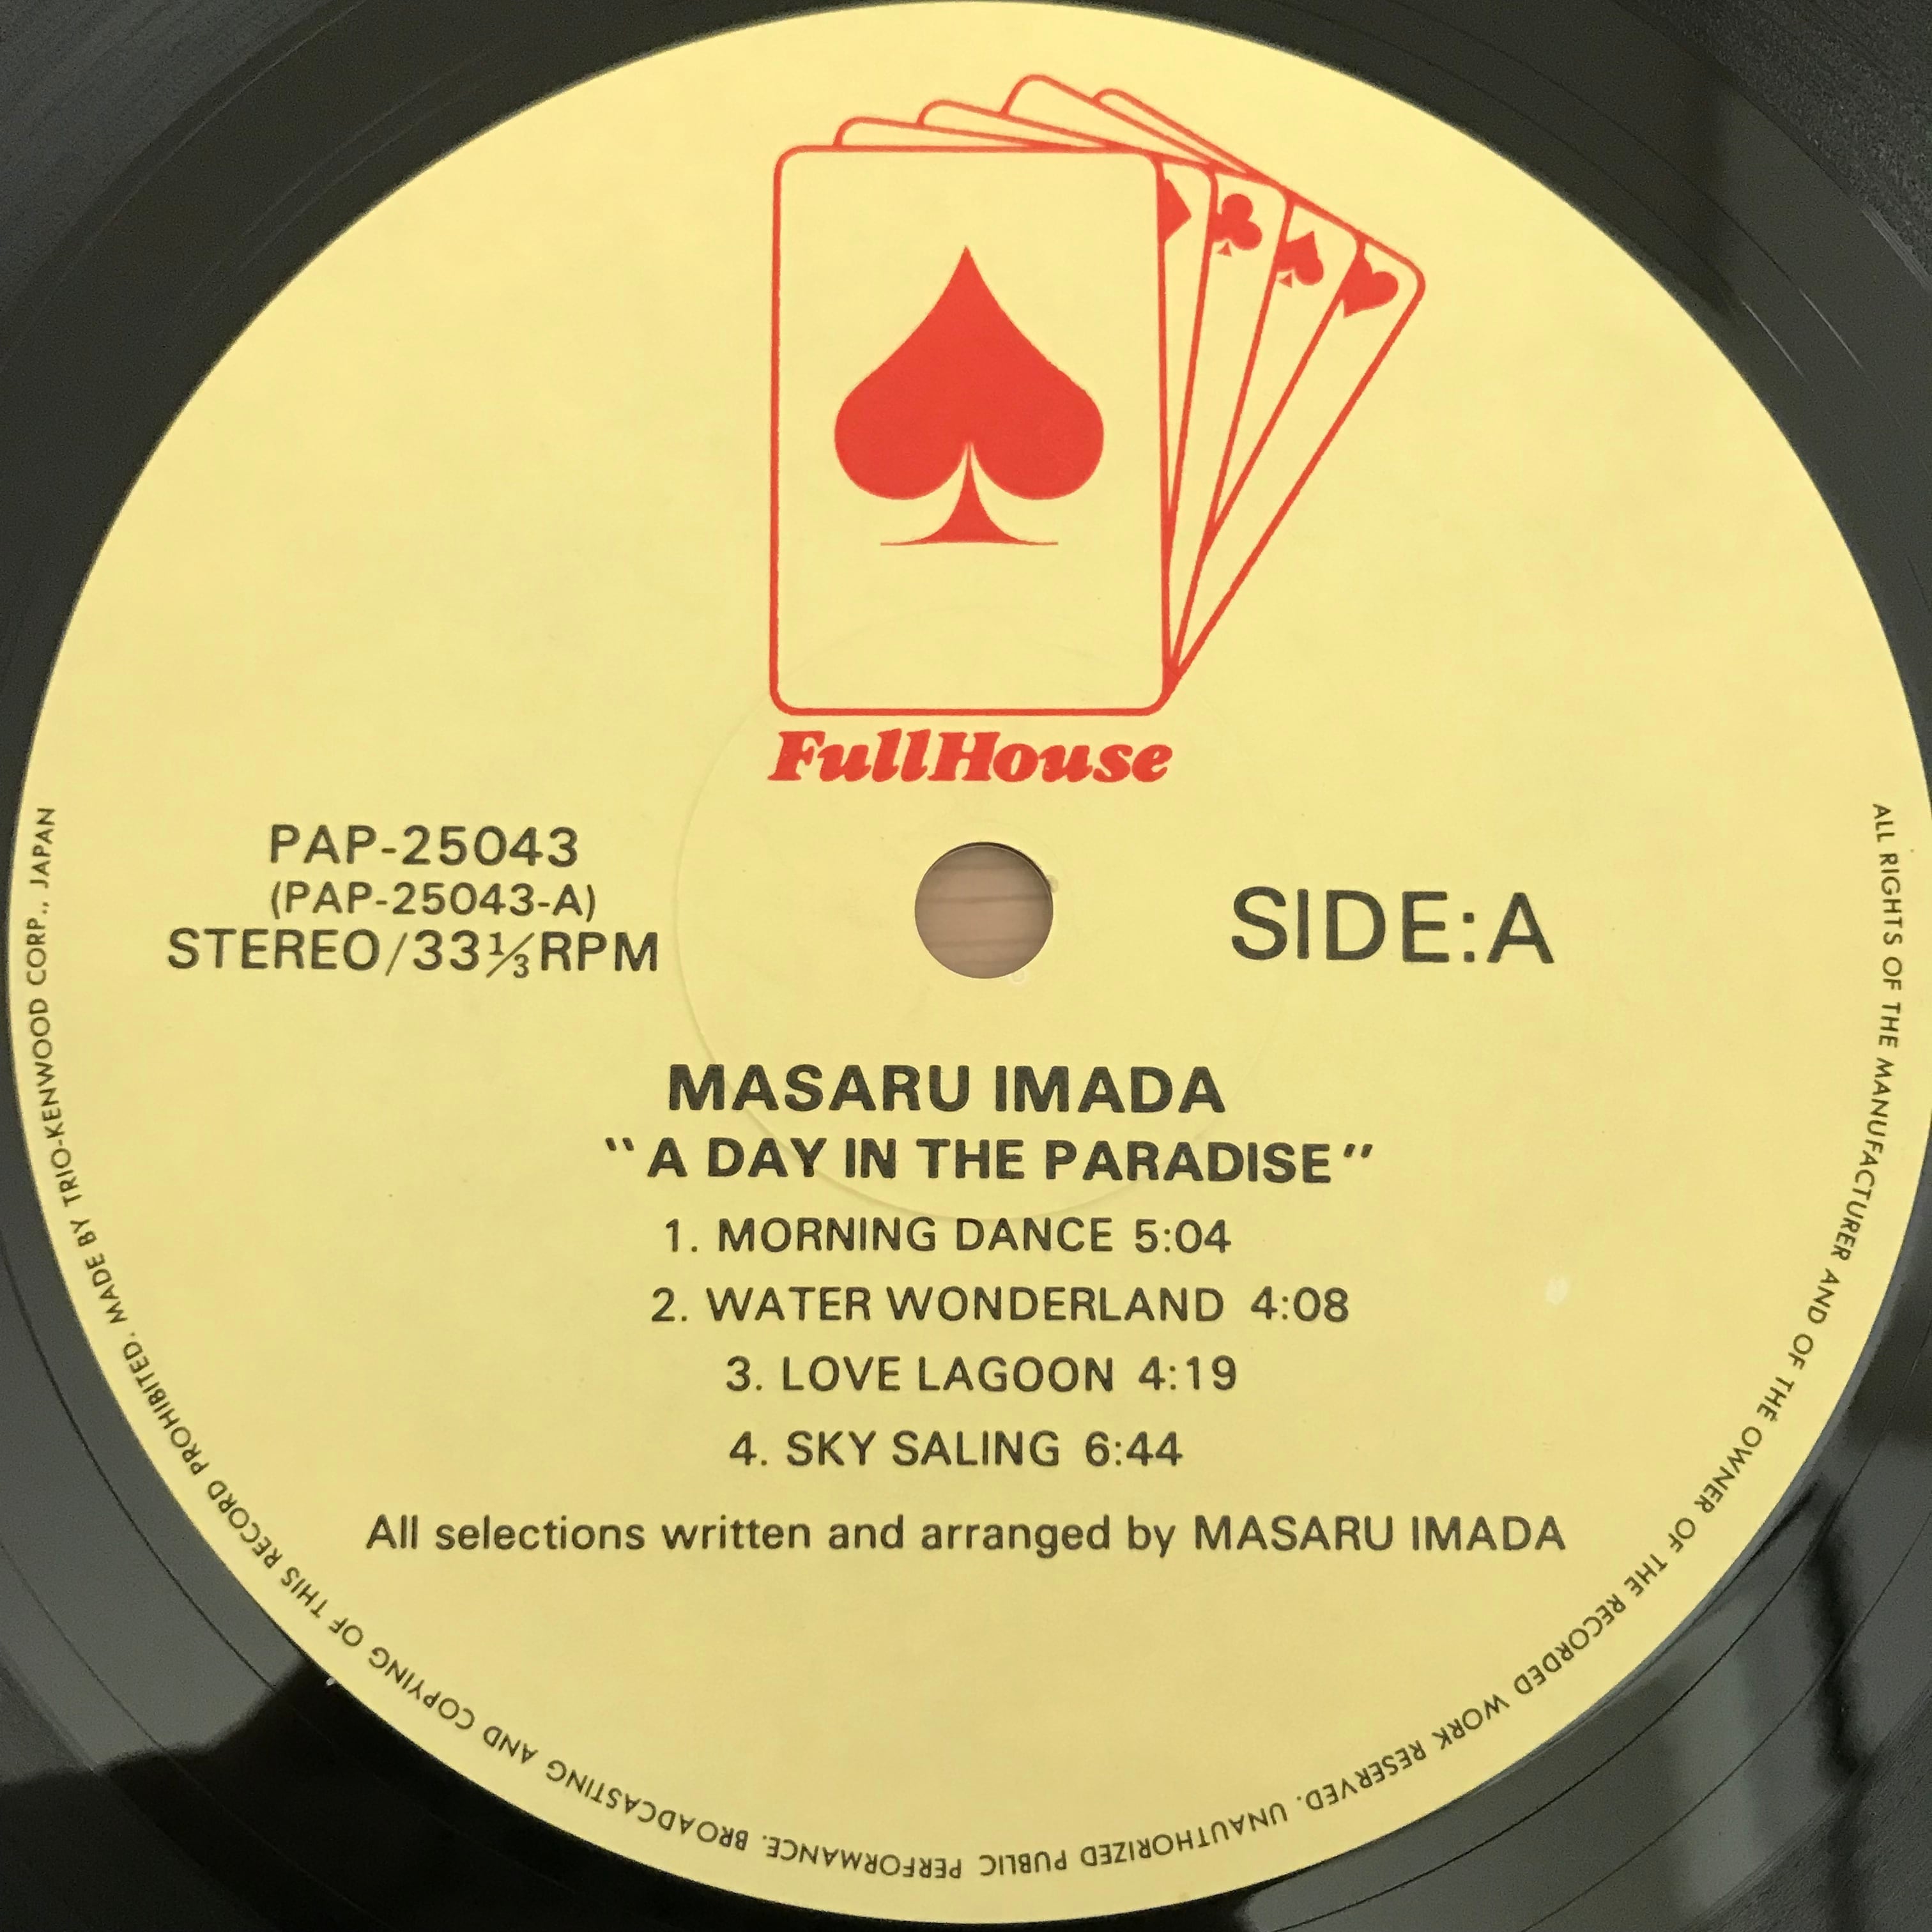 FullHouse
PAP-25043
(PAP-25043-A)
STEREO/33⅓RPM
SIDE:A
MASARU IMADA
"A DAY IN THE PARADISE"
1. MORNING DANCE 5:04
2. WATER WONDERLAND 4:08
3. LOVE LAGOON 4:19
4. SKY SALING 6:44
All selections written and arranged by MASARU IMADA
ALL RIGHTS OF THE MANUFACTURER AND OF THE OWNER OF THE RECORDED WORK RESERVED. UNAUTHORIZED PUBLIC PERFORMANCE. BROADCASTING AND COPYING OF THIS RECORD PROHIBITED. MADE BY TRIO-KENWOOD CORP., JAPAN